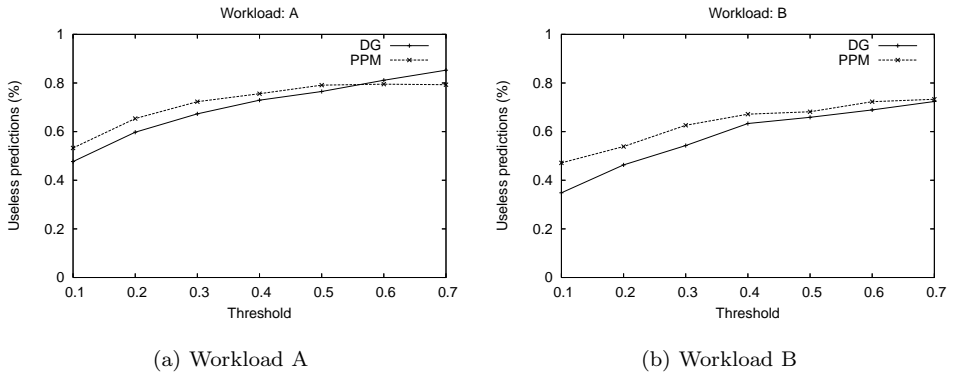 Workload: A
DG
PPM
Useless predictions (%)
1
0.8
0.6
0.4
0.2
0
0.1 0.2 0.3 0.4 0.5 0.6 0.7
Threshold
(a) Workload A
Workload: B
DG
PPM
Useless predictions (%)
1
0.8
0.6
0.4
0.2
0
0.1 0.2 0.3 0.4 0.5 0.6 0.7
Threshold
(b) Workload B